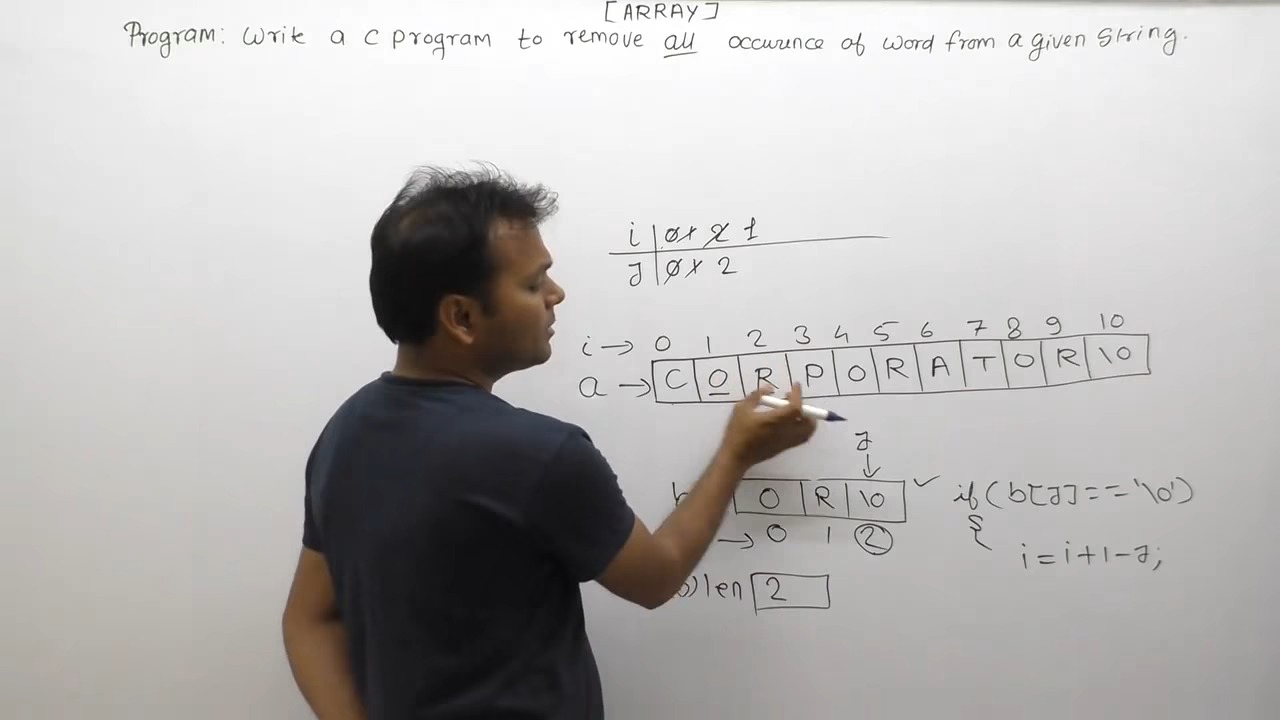 [ARRAY]
Program: Write a c program to remove all occurence of word from a given string.
i 0 1 2 1
J 0 1 2
i → 0 1 2 3 4 5 6 7 8 9 10
a → C O R P O R A T O R \0
J
b O R \0 ✓ if(b[J]=='\0')
→ 0 1 2 {
i=i+1-J;
b)len 2